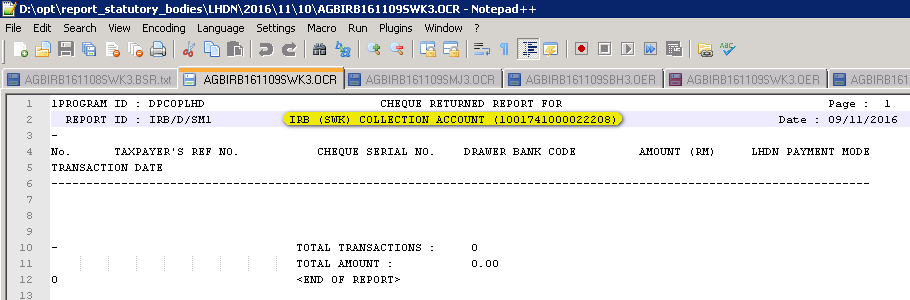 D:\opt\report_statutory_bodies\LHDN\2016\11\10\AGBIRB161109SWK3.OCR - Notepad++
File Edit Search View Encoding Language Settings Macro Run Plugins Window ?
AGBIRB161108SWK3.BSR.txt AGBIRB161109SWK3.OCR AGBIRB161109SMJ3.OCR AGBIRB161109SBH3.OER AGBIRB161109SWK3.OER AGBIRB161
1 1PROGRAM ID : DPCOPLHD CHEQUE RETURNED REPORT FOR Page : 1
2 REPORT ID : IRB/D/SM1 IRB (SWK) COLLECTION ACCOUNT (1001741000022208) Date : 09/11/2016
3 -
4 No. TAXPAYER'S REF NO. CHEQUE SERIAL NO. DRAWER BANK CODE AMOUNT (RM) LHDN PAYMENT MODE
5 TRANSACTION DATE
6 --------------------------------------------------------------------------------------------------------------------
7
8
9
10 - TOTAL TRANSACTIONS : 0
11 TOTAL AMOUNT : 0.00
12 0 <END OF REPORT>
13